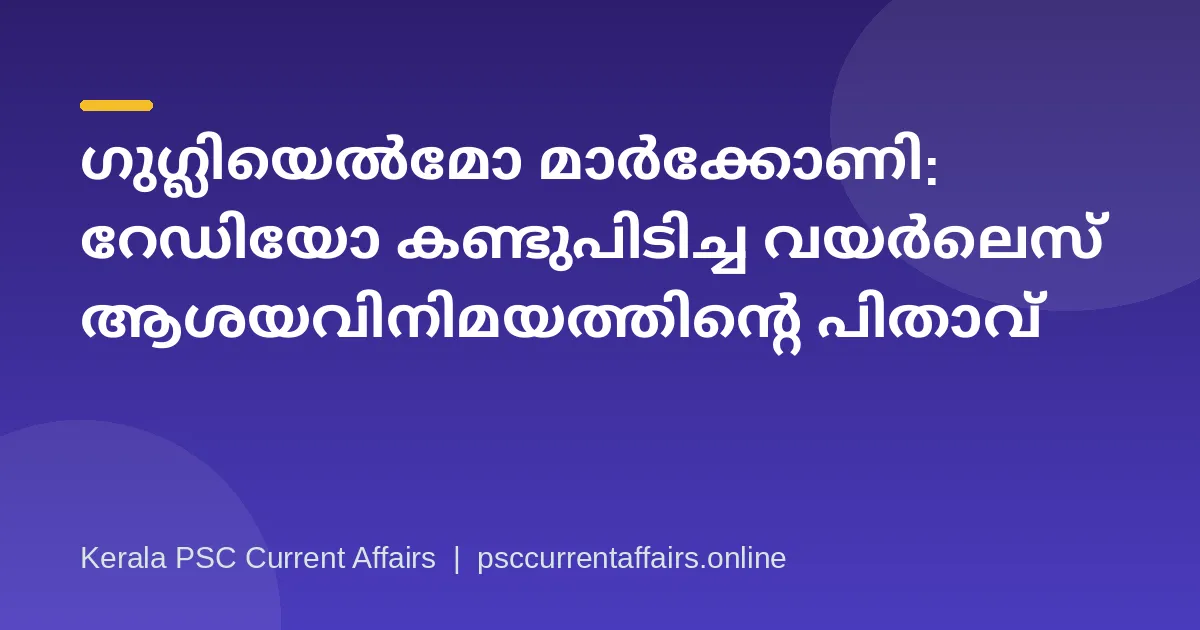 ഗുഗ്ലിയെൽമോ മാർക്കോണി:
റേഡിയോ കണ്ടുപിടിച്ച വയർലെസ്
ആശയവിനിമയത്തിന്റെ പിതാവ്
Kerala PSC Current Affairs | psccurrentaffairs.online